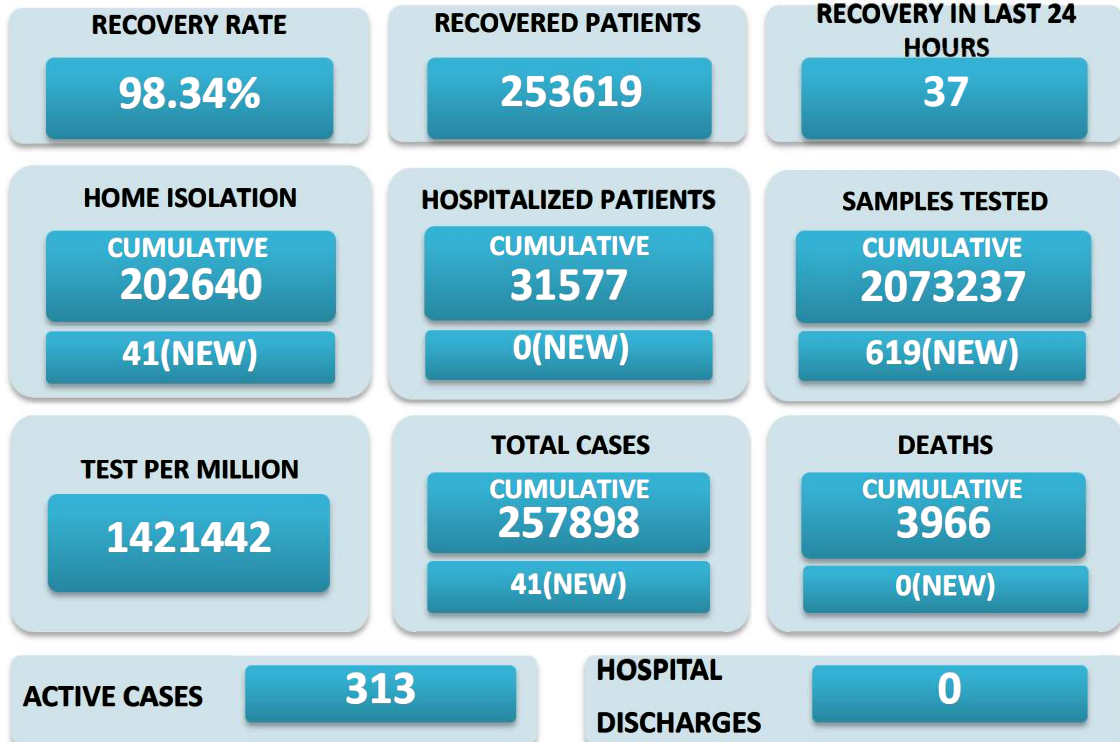 RECOVERY RATE
98.34%
RECOVERED PATIENTS
253619
RECOVERY IN LAST 24
HOURS
37
HOME ISOLATION
CUMULATIVE
202640
41(NEW)
HOSPITALIZED PATIENTS
CUMULATIVE
31577
0(NEW)
SAMPLES TESTED
CUMULATIVE
2073237
619(NEW)
TEST PER MILLION
1421442
TOTAL CASES
CUMULATIVE
257898
41(NEW)
DEATHS
CUMULATIVE
3966
0(NEW)
ACTIVE CASES
313
HOSPITAL
DISCHARGES
0